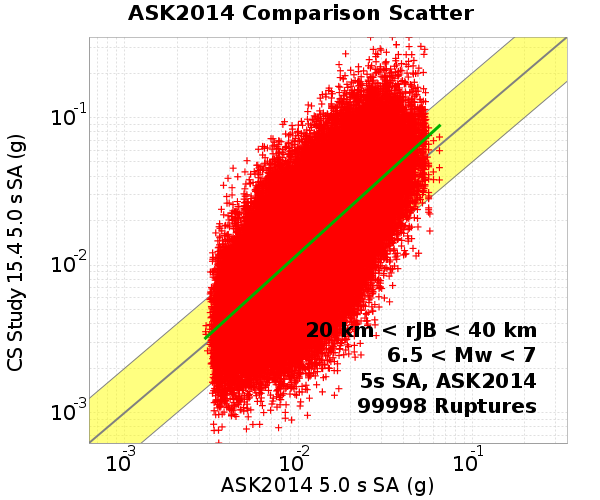 ASK2014 Comparison Scatter
CS Study 15.4 5.0 s SA (g)
10-1
10-2
10-3
20 km < rJB < 40 km
6.5 < Mw < 7
5s SA, ASK2014
99998 Ruptures
10-3 10-2 10-1
ASK2014 5.0 s SA (g)